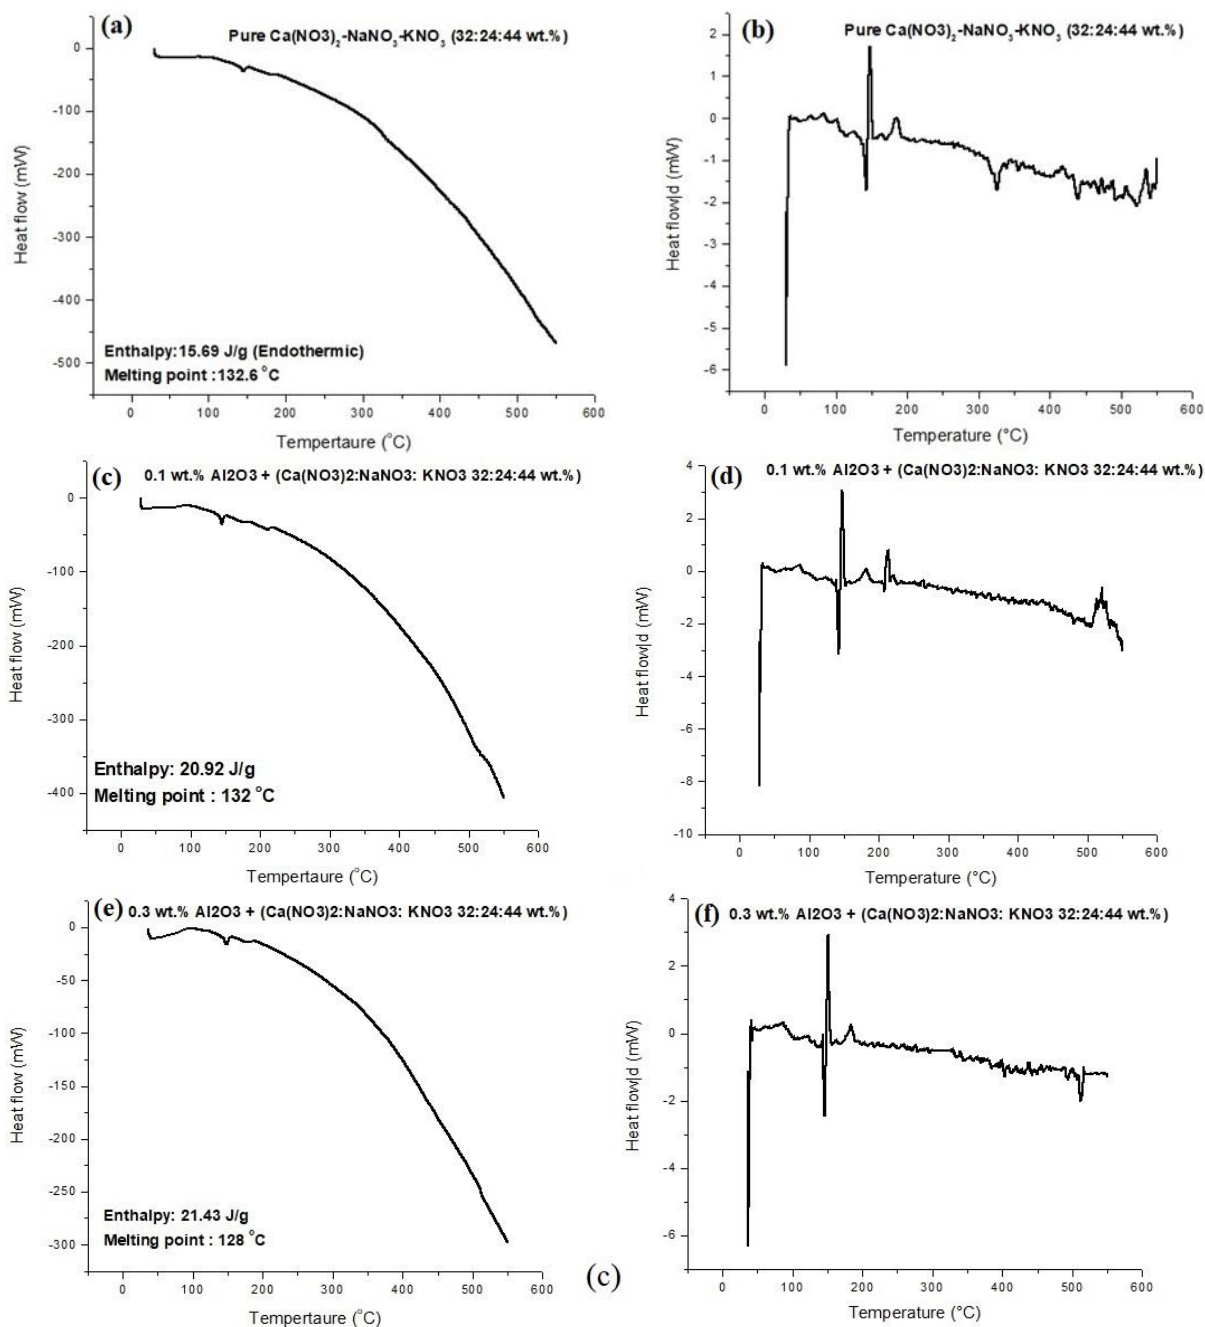 (a)
Pure Ca(NO3)₂-NaNO₃-KNO₃ (32:24:44 wt.%)
0
-100
-200
-300
-400
-500
Heat flow (mW)
Enthalpy:15.69 J/g (Endothermic)
Melting point :132.6 °C
0 100 200 300 400 500 600
Tempertaure (°C)
(b)
Pure Ca(NO3)₂-NaNO₃-KNO₃ (32:24:44 wt.%)
2
1
0
-1
-2
-3
-4
-5
-6
Heat flow|d (mW)
0 100 200 300 400 500 600
Temperature (°C)
(c)
0.1 wt.% Al2O3 + (Ca(NO3)2:NaNO3: KNO3 32:24:44 wt.%)
0
-100
-200
-300
-400
Heat flow (mW)
Enthalpy: 20.92 J/g
Melting point : 132 °C
0 100 200 300 400 500 600
Tempertaure (°C)
(d)
0.1 wt.% Al2O3 + (Ca(NO3)2:NaNO3: KNO3 32:24:44 wt.%)
4
2
0
-2
-4
-6
-8
-10
Heat flow|d (mW)
0 100 200 300 400 500 600
Temperature (°C)
(e)
0.3 wt.% Al2O3 + (Ca(NO3)2:NaNO3: KNO3 32:24:44 wt.%)
0
-50
-100
-150
-200
-250
-300
Heat flow (mW)
Enthalpy: 21.43 J/g
Melting point : 128 °C
0 100 200 300 400 500 600
Tempertaure (°C)
(c)
(f)
0.3 wt.% Al2O3 + (Ca(NO3)2:NaNO3: KNO3 32:24:44 wt.%)
4
2
0
-2
-4
-6
Heat flow|d (mW)
0 100 200 300 400 500 600
Temperature (°C)